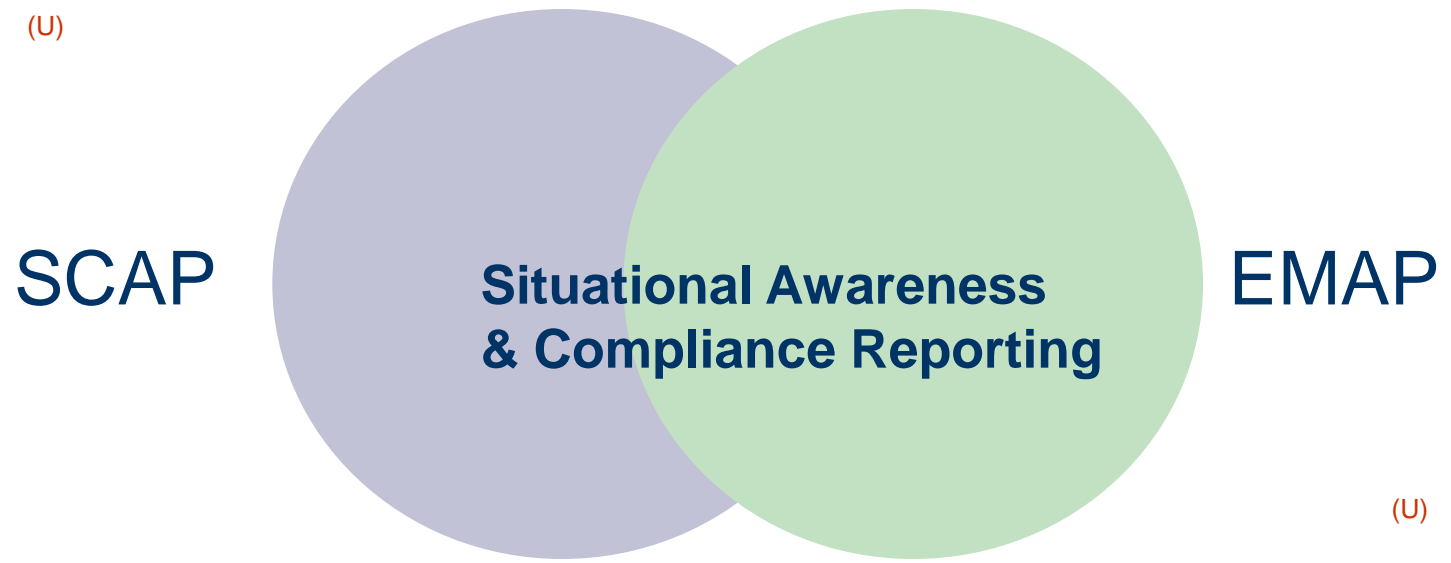 (U)
SCAP
Situational Awareness
& Compliance Reporting
EMAP
(U)